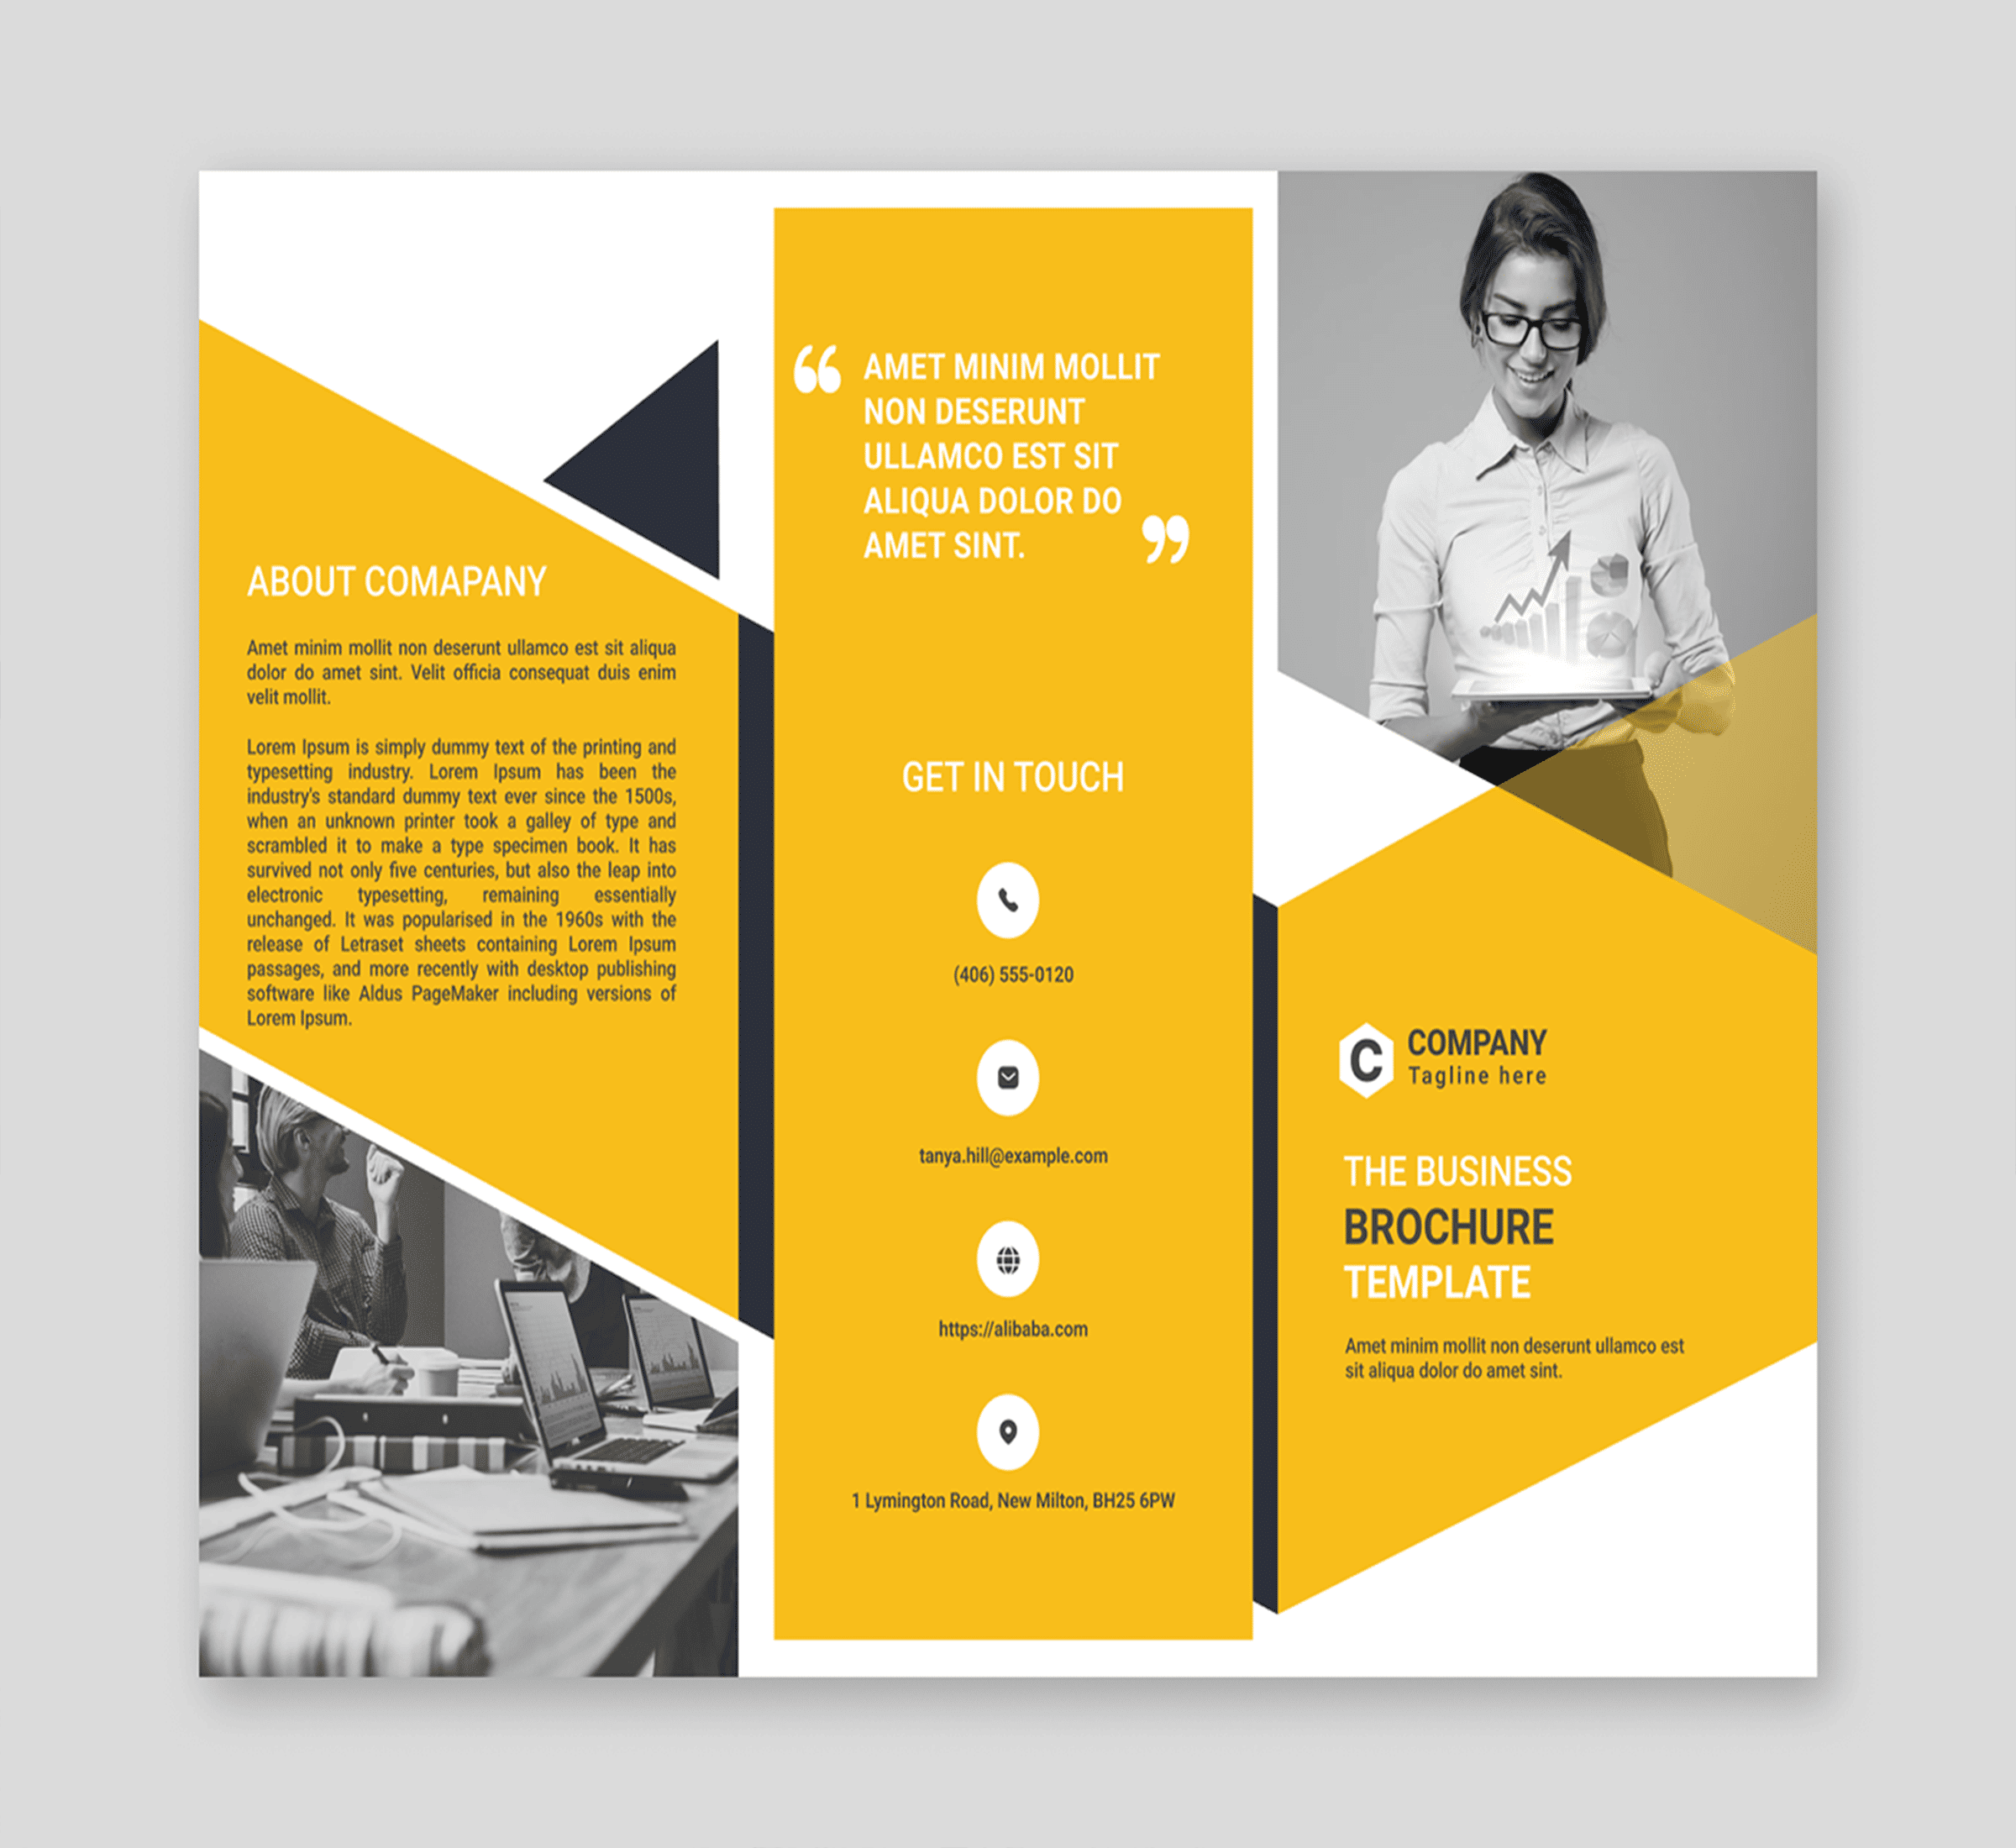 ABOUT COMAPANY
Amet minim mollit non deserunt ullamco est sit aliqua
dolor do amet sint. Velit officia consequat duis enim
velit mollit.
Lorem Ipsum is simply dummy text of the printing and
typesetting industry. Lorem Ipsum has been the
industry's standard dummy text ever since the 1500s,
when an unknown printer took a galley of type and
scrambled it to make a type specimen book. It has
survived not only five centuries, but also the leap into
electronic typesetting, remaining essentially
unchanged. It was popularised in the 1960s with the
release of Letraset sheets containing Lorem Ipsum
passages, and more recently with desktop publishing
software like Aldus PageMaker including versions of
Lorem Ipsum.
“ AMET MINIM MOLLIT
NON DESERUNT
ULLAMCO EST SIT
ALIQUA DOLOR DO
AMET SINT. ”
GET IN TOUCH
(406) 555-0120
tanya.hill@example.com
https://alibaba.com
1 Lymington Road, New Milton, BH25 6PW
C COMPANY
Tagline here
THE BUSINESS
BROCHURE
TEMPLATE
Amet minim mollit non deserunt ullamco est
sit aliqua dolor do amet sint.